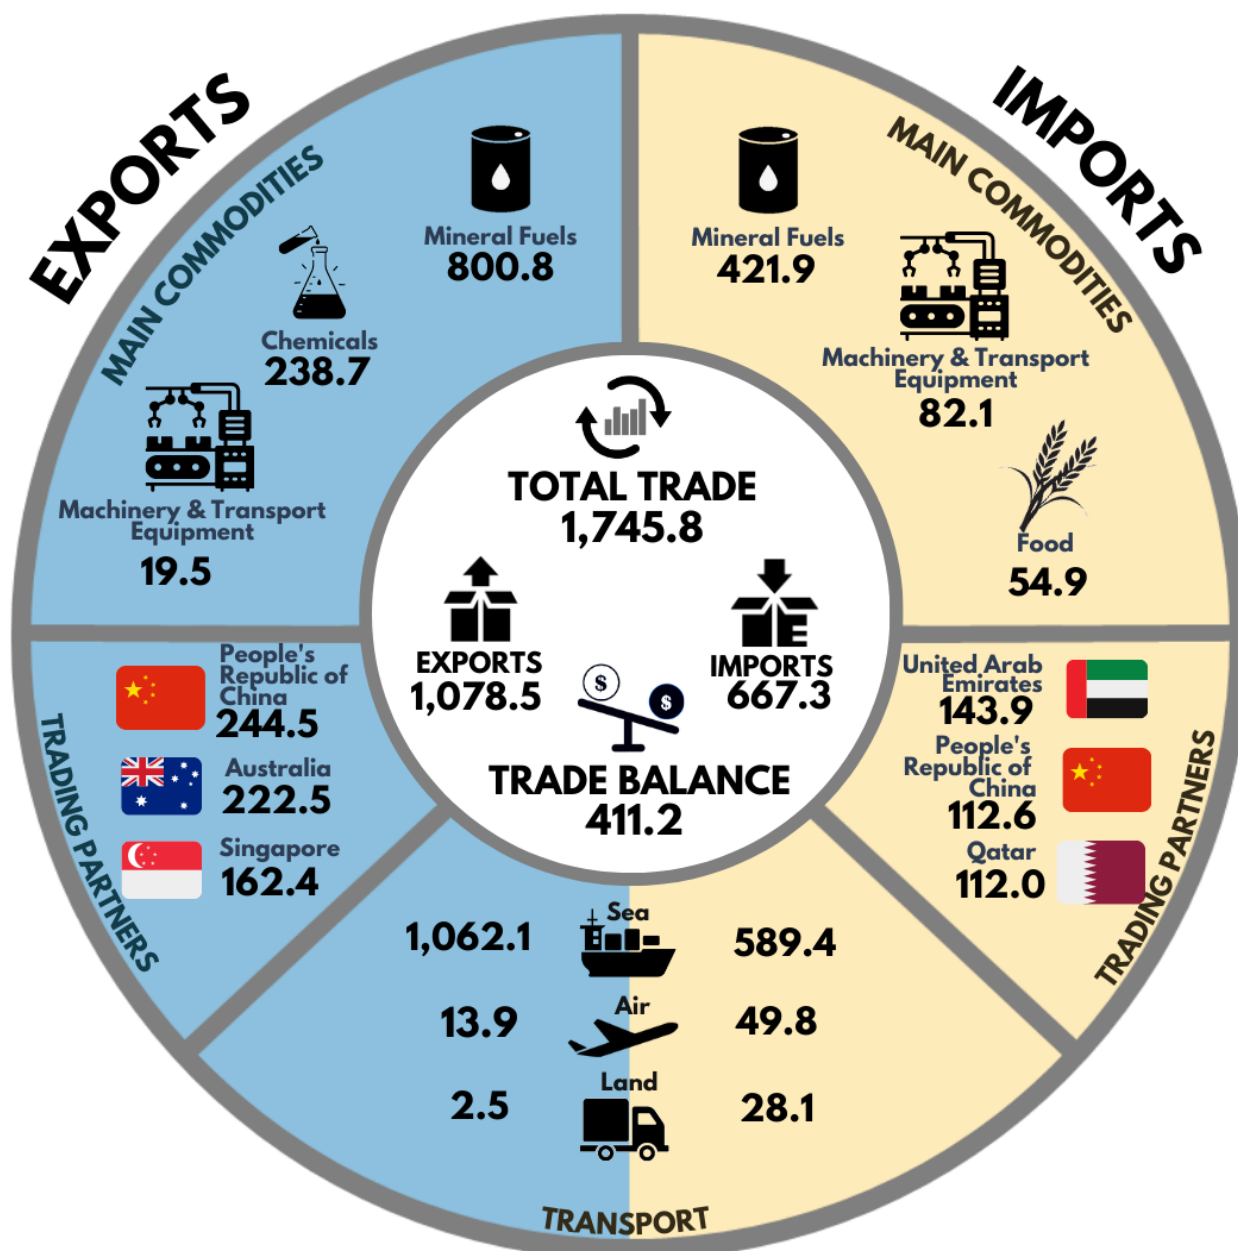 EXPORTS
MAIN COMMODITIES
Mineral Fuels
800.8
Chemicals
238.7
Machinery & Transport
Equipment
19.5
IMPORTS
MAIN COMMODITIES
Mineral Fuels
421.9
Machinery & Transport
Equipment
82.1
Food
54.9
TOTAL TRADE
1,745.8
EXPORTS
1,078.5
IMPORTS
667.3
$
$
TRADE BALANCE
411.2
TRADING PARTNERS
People's
Republic of
China
244.5
Australia
222.5
Singapore
162.4
TRADING PARTNERS
United Arab
Emirates
143.9
People's
Republic of
China
112.6
Qatar
112.0
Sea
1,062.1
589.4
Air
13.9
49.8
Land
2.5
28.1
TRANSPORT